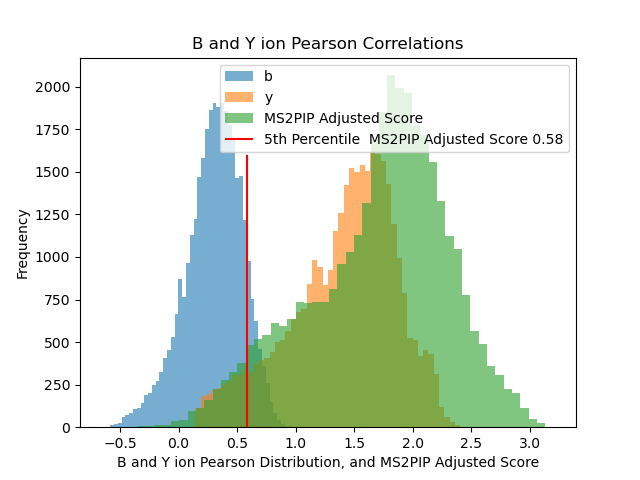 B and Y ion Pearson Correlations
b
y
MS2PIP Adjusted Score
5th Percentile  MS2PIP Adjusted Score 0.58
2000
1750
1500
1250
1000
750
500
250
0
Frequency
−0.5 0.0 0.5 1.0 1.5 2.0 2.5 3.0
B and Y ion Pearson Distribution, and MS2PIP Adjusted Score